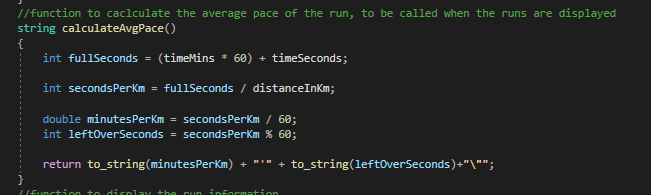 //function to caclculate the average pace of the run, to be called when the runs are displayed
string calculateAvgPace()
{
int fullSeconds = (timeMins * 60) + timeSeconds;
int secondsPerKm = fullSeconds / distanceInKm;
double minutesPerKm = secondsPerKm / 60;
int leftOverSeconds = secondsPerKm % 60;
return to_string(minutesPerKm) + "'" + to_string(leftOverSeconds)+"\"";
}
//function to display the run information